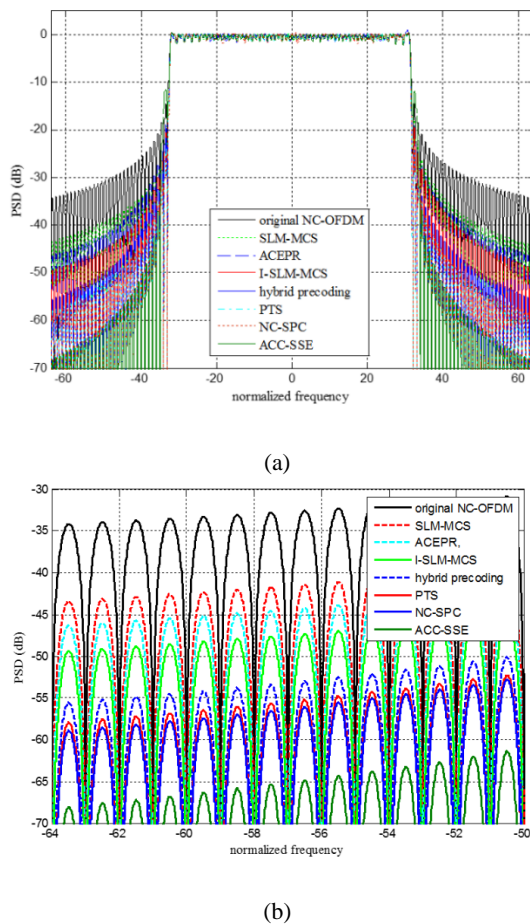 0
-10
-20
-30
-40
-50
-60
-70
PSD (dB)
original NC-OFDM
SLM-MCS
ACEPR
I-SLM-MCS
hybrid precoding
PTS
NC-SPC
ACC-SSE
-60 -40 -20 0 20 40 60
normalized frequency
(a)
-30
-35
-40
-45
-50
-55
-60
-65
-70
PSD (dB)
original NC-OFDM
SLM-MCS
ACEPR,
I-SLM-MCS
hybrid precoding
PTS
NC-SPC
ACC-SSE
-64 -62 -60 -58 -56 -54 -52 -50
normalized frequency
(b)